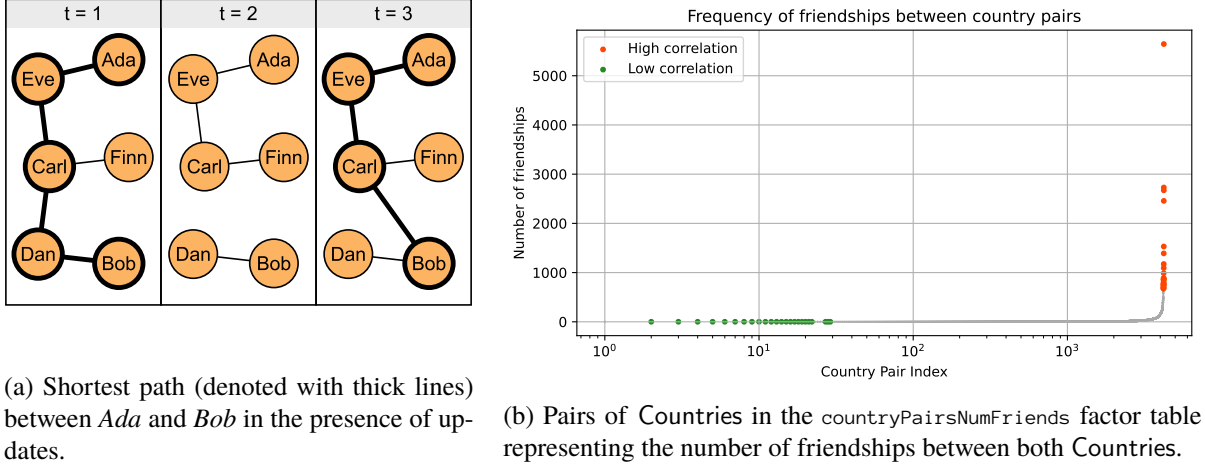 t = 1
t = 2
t = 3
Ada
Eve
Carl
Finn
Dan
Bob
Ada
Eve
Carl
Finn
Dan
Bob
Ada
Eve
Carl
Finn
Dan
Bob
(a) Shortest path (denoted with thick lines)
between Ada and Bob in the presence of up-
dates.
Frequency of friendships between country pairs
High correlation
Low correlation
Number of friendships
5000
4000
3000
2000
1000
0
10⁰
10¹
10²
10³
Country Pair Index
(b) Pairs of Countries in the countryPairsNumFriends factor table
representing the number of friendships between both Countries.